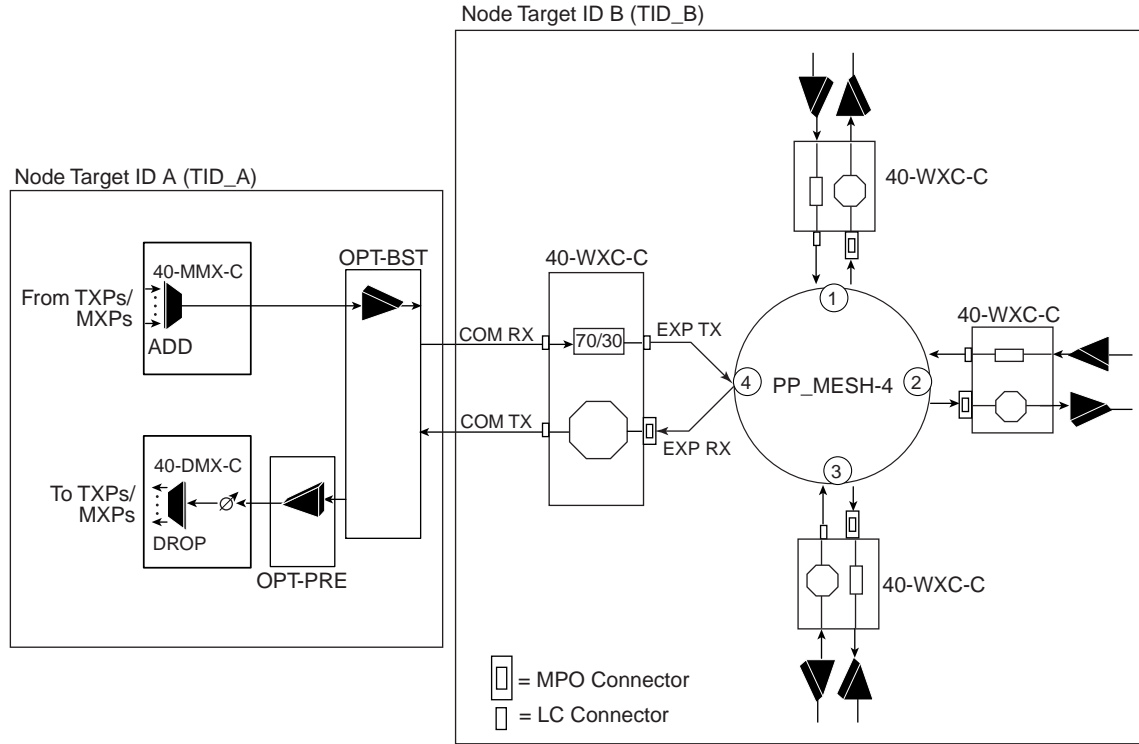 Node Target ID B (TID_B)
Node Target ID A (TID_A)
40-WXC-C
1
40-MMX-C
From TXPs/
MXPs
ADD
OPT-BST
40-WXC-C
COM RX
70/30
EXP TX
4
PP_MESH-4
2
40-WXC-C
COM TX
EXP RX
40-DMX-C
To TXPs/
MXPs
DROP
OPT-PRE
3
40-WXC-C
= MPO Connector
= LC Connector